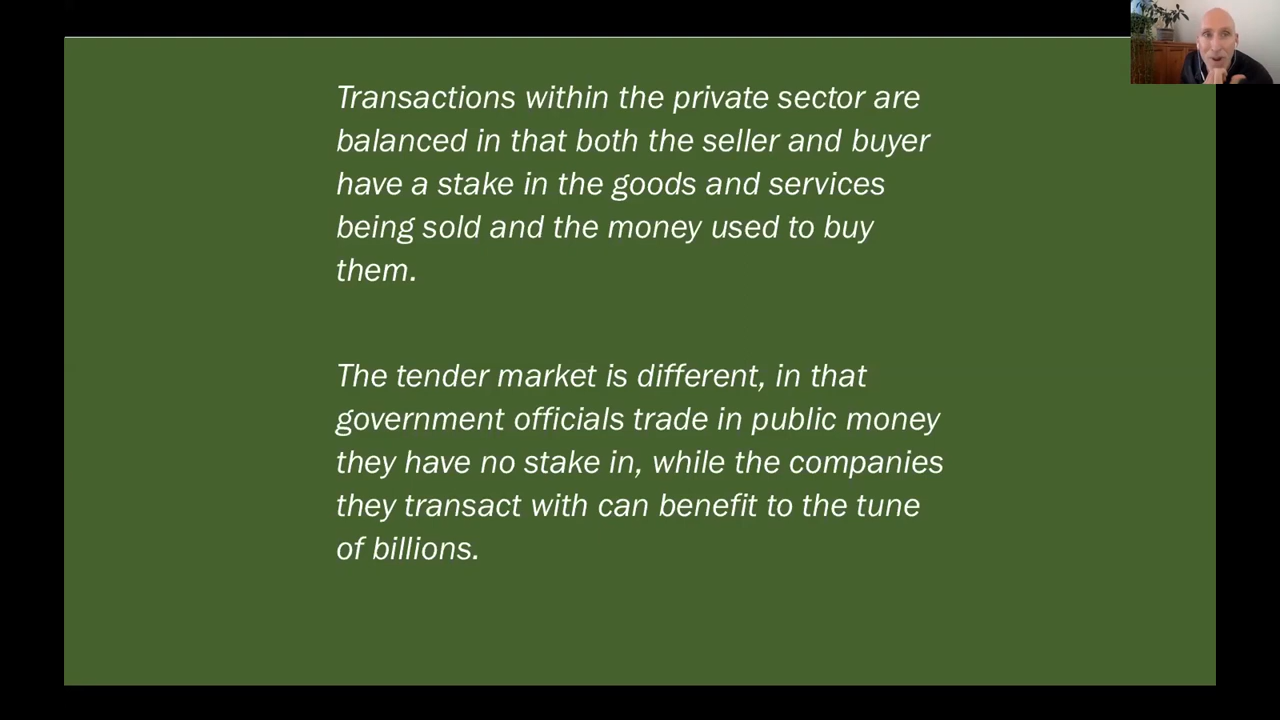 Transactions within the private sector are
balanced in that both the seller and buyer
have a stake in the goods and services
being sold and the money used to buy
them.
The tender market is different, in that
government officials trade in public money
they have no stake in, while the companies
they transact with can benefit to the tune
of billions.